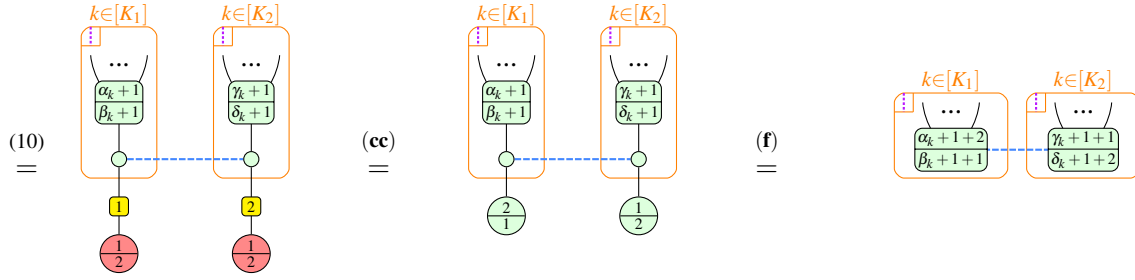 k∈[K₁] k∈[K₂] k∈[K₁] k∈[K₂]
... ... ... ... k∈[K₁] k∈[K₂]
αₖ + 1 γₖ + 1 αₖ + 1 γₖ + 1 ... ...
βₖ + 1 δₖ + 1 βₖ + 1 δₖ + 1
(10) (cc) (f) αₖ + 1 + 2 γₖ + 1 + 1
= = = βₖ + 1 + 1 δₖ + 1 + 2
1 2 2 1
1 2
1 1
2 2